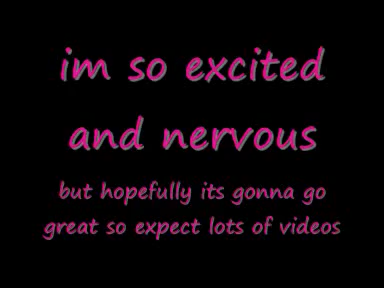 im so excited
and nervous
but hopefully its gonna go
great so expect lots of videos